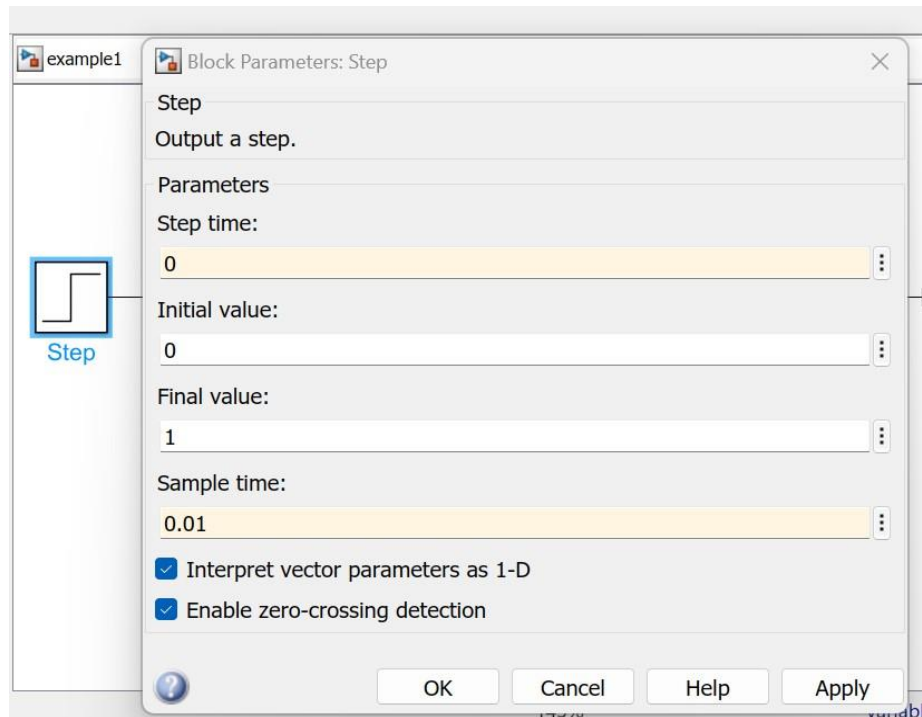 example1
Block Parameters: Step
Step
Output a step.
Parameters
Step time:
0
Initial value:
0
Step
Final value:
1
Sample time:
0.01
Interpret vector parameters as 1-D
Enable zero-crossing detection
OK Cancel Help Apply